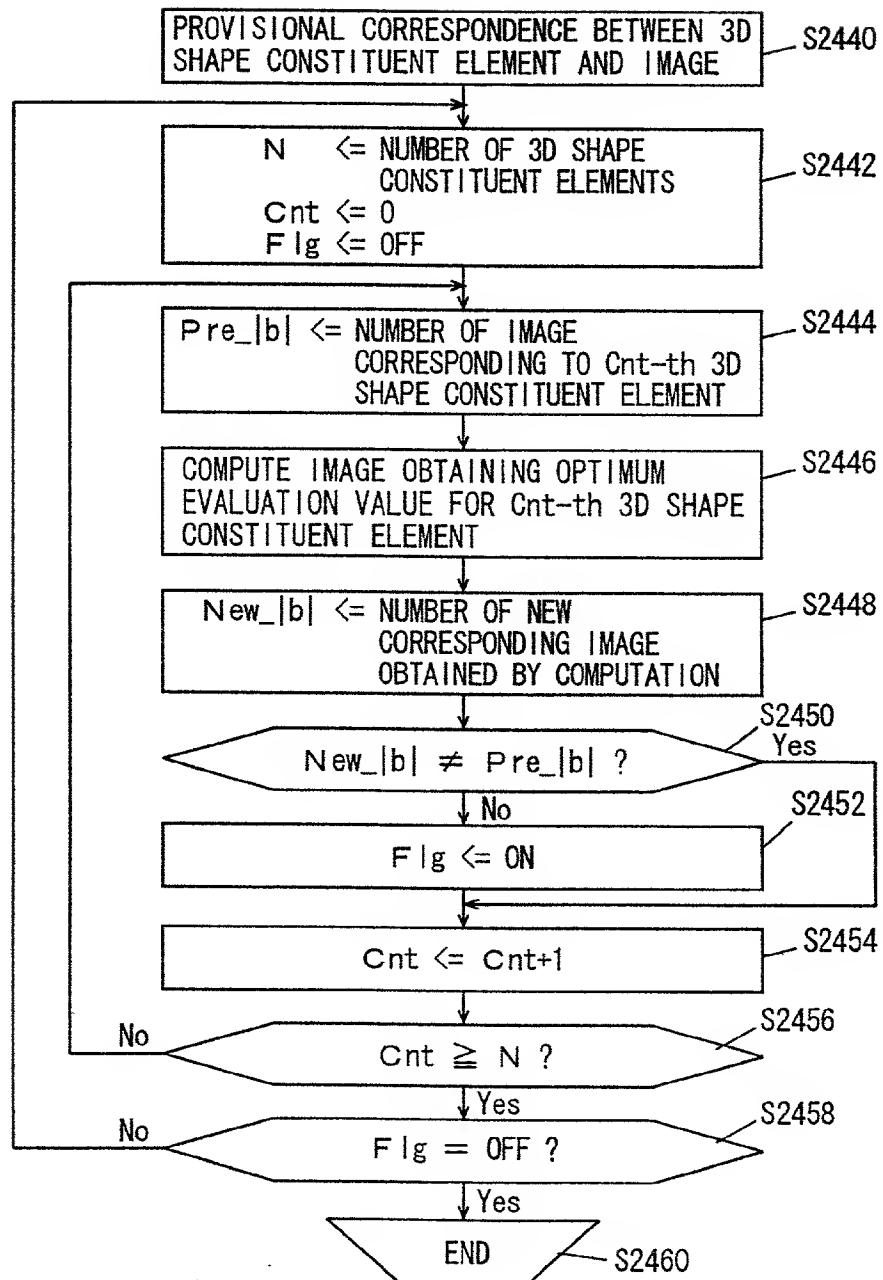 PROVISIONAL CORRESPONDENCE BETWEEN 3D
SHAPE CONSTITUENT ELEMENT AND IMAGE
S2440
N <= NUMBER OF 3D SHAPE
CONSTITUENT ELEMENTS
Cnt <= 0
Flg <= OFF
S2442
Pre_|b| <= NUMBER OF IMAGE
CORRESPONDING TO Cnt-th 3D
SHAPE CONSTITUENT ELEMENT
S2444
COMPUTE IMAGE OBTAINING OPTIMUM
EVALUATION VALUE FOR Cnt-th 3D SHAPE
CONSTITUENT ELEMENT
S2446
New_|b| <= NUMBER OF NEW
CORRESPONDING IMAGE
OBTAINED BY COMPUTATION
S2448
New_|b| ≠ Pre_|b| ?
S2450
Yes
No
Flg <= ON
S2452
Cnt <= Cnt+1
S2454
Cnt ≧ N ?
S2456
No
Yes
Flg = OFF ?
S2458
No
Yes
END
S2460